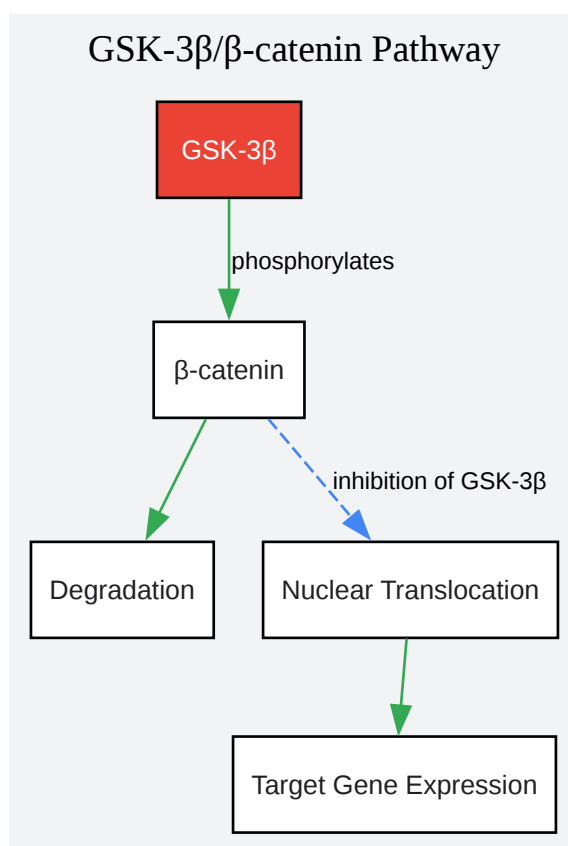 GSK-3β/β-catenin Pathway
GSK-3β
phosphorylates
β-catenin
inhibition of GSK-3β
Degradation
Nuclear Translocation
Target Gene Expression